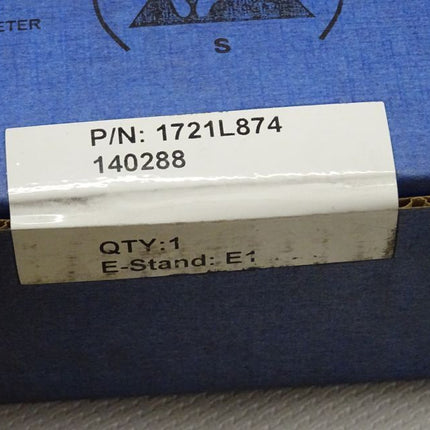 ETER
S
P/N: 1721L874
140288
QTY:1
E-Stand: E1